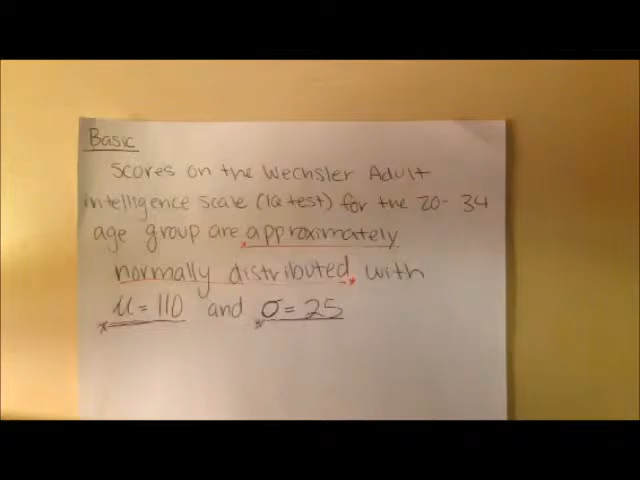 Basic
Scores on the Wechsler Adult
intelligence scale (IQ test) for the 20-34
age group are approximately
normally distributed with
μ = 110 and σ = 25